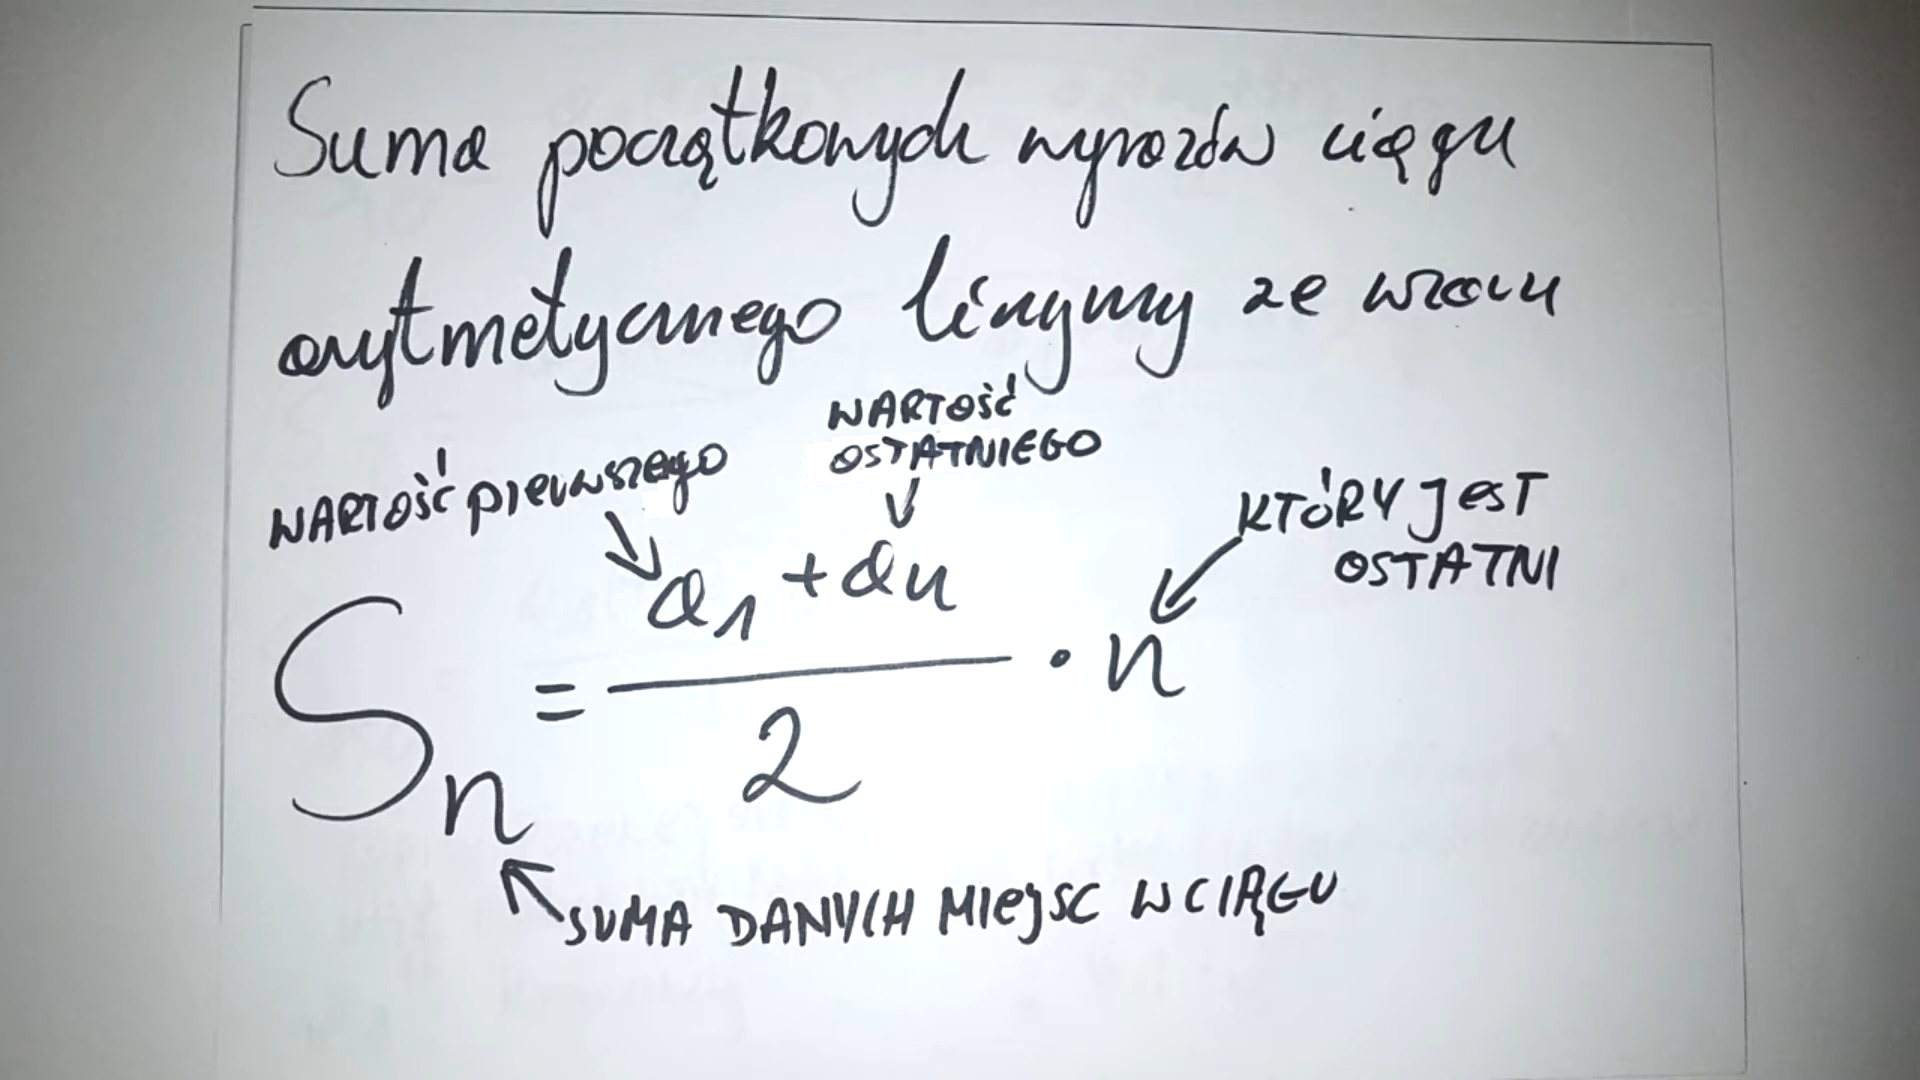 Suma początkowych wyrazów ciągu
arytmetycznego liczymy ze wzoru
WARTOŚĆ
OSTATNIEGO
WARTOŚĆ pierwszego
KTÓRY JEST
OSTATNI
Sn = a1 + an / 2 · n
SUMA DANYCH MIEJSC W CIĄGU